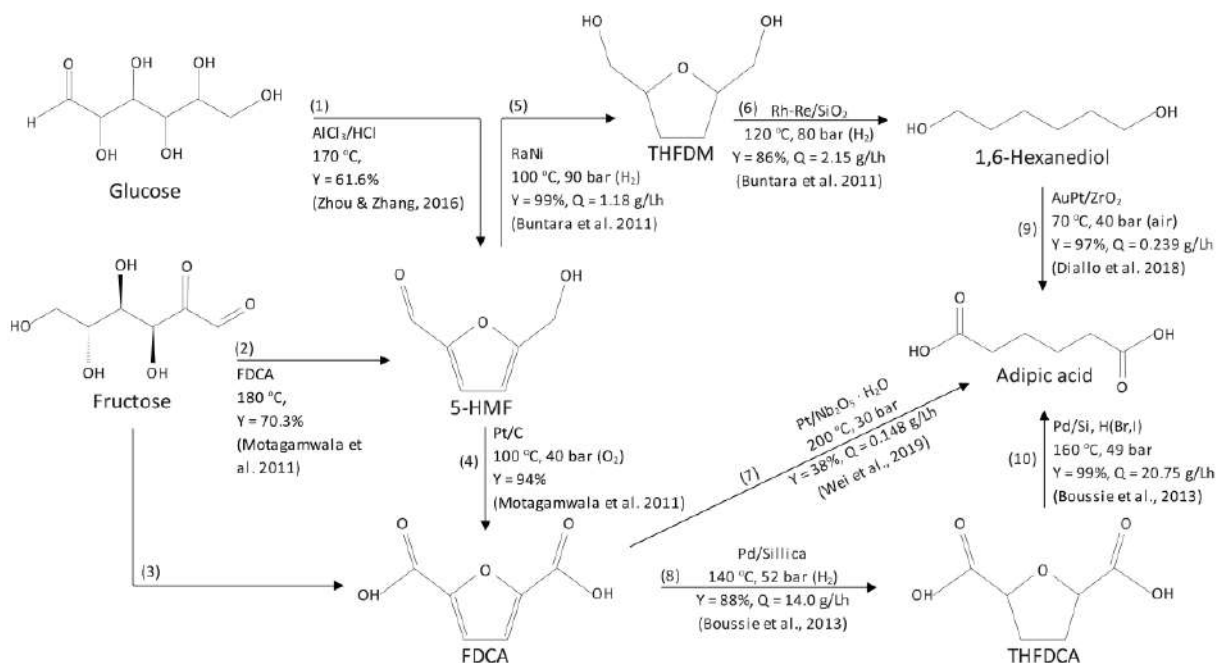 O
OH
OH
OH
H
OH
OH
Glucose
(1)
AlCl₃/HCl
170 °C,
Y = 61.6%
(Zhou & Zhang, 2016)
(5)
RaNi
100 °C, 90 bar (H₂)
Y = 99%, Q = 1.18 g/Lh
(Buntara et al. 2011)
HO
OH
O
THFDM
(6)
Rh-Re/SiO₂
120 °C, 80 bar (H₂)
Y = 86%, Q = 2.15 g/Lh
(Buntara et al. 2011)
HO
OH
1,6-Hexanediol
(9)
AuPt/ZrO₂
70 °C, 40 bar (air)
Y = 97%, Q = 0.239 g/Lh
(Diallo et al. 2018)
OH
O
O
HO
OH
OH
Fructose
(2)
FDCA
180 °C,
Y = 70.3%
(Motagamwala et
al. 2011)
O
OH
O
5-HMF
(4)
Pt/C
100 °C, 40 bar (O₂)
Y = 94%
(Motagamwala et al. 2011)
O
HO
OH
O
Adipic acid
(7)
Pt/Nb₂O₅ · H₂O
200 °C, 30 bar
Y = 38%, Q = 0.148 g/Lh
(Wei et al., 2019)
(10)
Pd/Si, H(Br,I)
160 °C, 49 bar
Y = 99%, Q = 20.75 g/Lh
(Boussie et al., 2013)
(3)
O
O
O
OH
OH
FDCA
(8)
Pd/Sillica
140 °C, 52 bar (H₂)
Y = 88%, Q = 14.0 g/Lh
(Boussie et al., 2013)
O
O
O
OH
OH
THFDCA